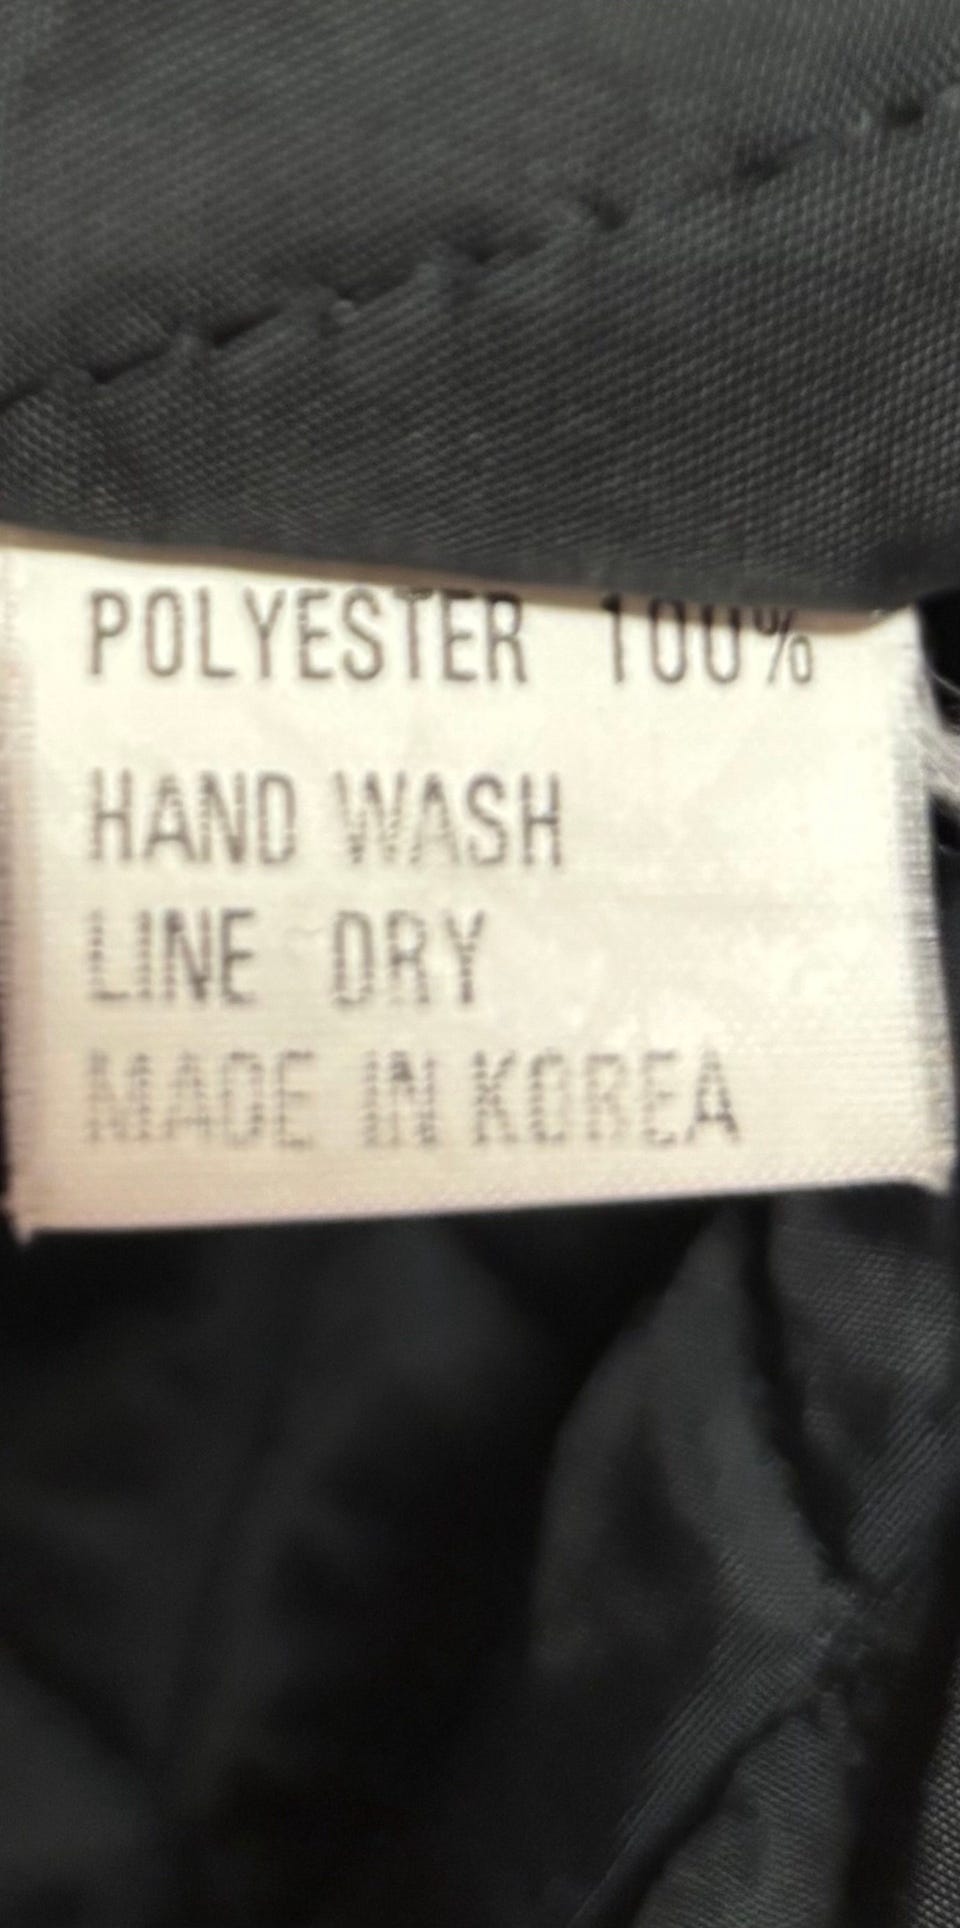 POLYESTER 100%
HAND WASH
LINE DRY
MADE IN KOREA